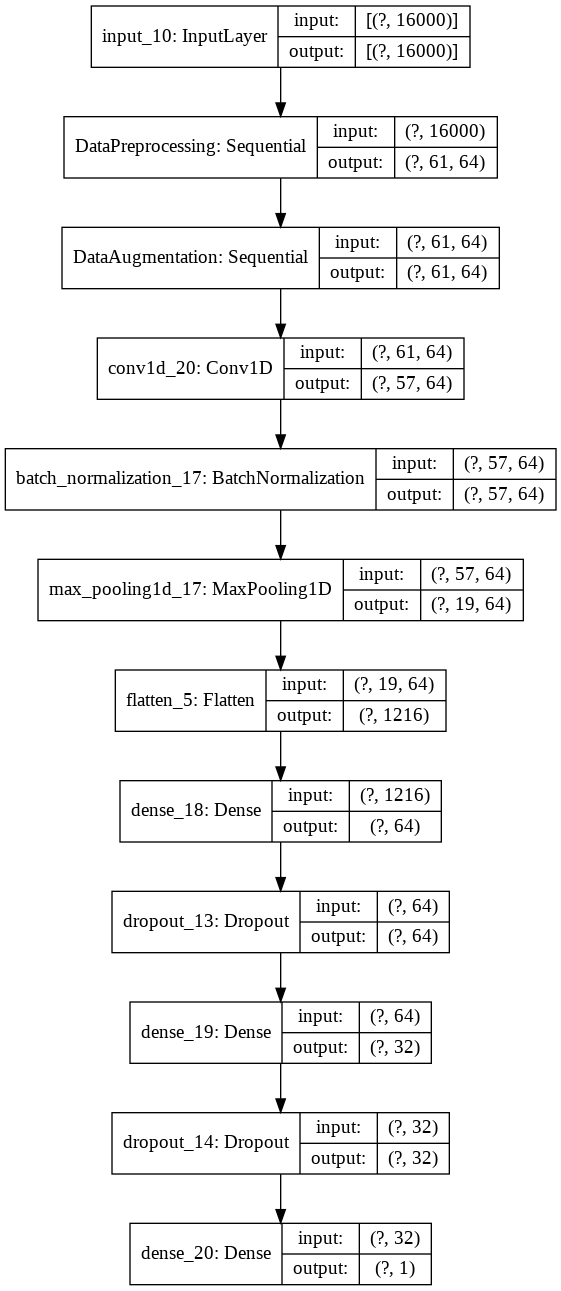 input_10: InputLayer
input: [(?, 16000)]
output: [(?, 16000)]
DataPreprocessing: Sequential
input: (?, 16000)
output: (?, 61, 64)
DataAugmentation: Sequential
input: (?, 61, 64)
output: (?, 61, 64)
conv1d_20: Conv1D
input: (?, 61, 64)
output: (?, 57, 64)
batch_normalization_17: BatchNormalization
input: (?, 57, 64)
output: (?, 57, 64)
max_pooling1d_17: MaxPooling1D
input: (?, 57, 64)
output: (?, 19, 64)
flatten_5: Flatten
input: (?, 19, 64)
output: (?, 1216)
dense_18: Dense
input: (?, 1216)
output: (?, 64)
dropout_13: Dropout
input: (?, 64)
output: (?, 64)
dense_19: Dense
input: (?, 64)
output: (?, 32)
dropout_14: Dropout
input: (?, 32)
output: (?, 32)
dense_20: Dense
input: (?, 32)
output: (?, 1)